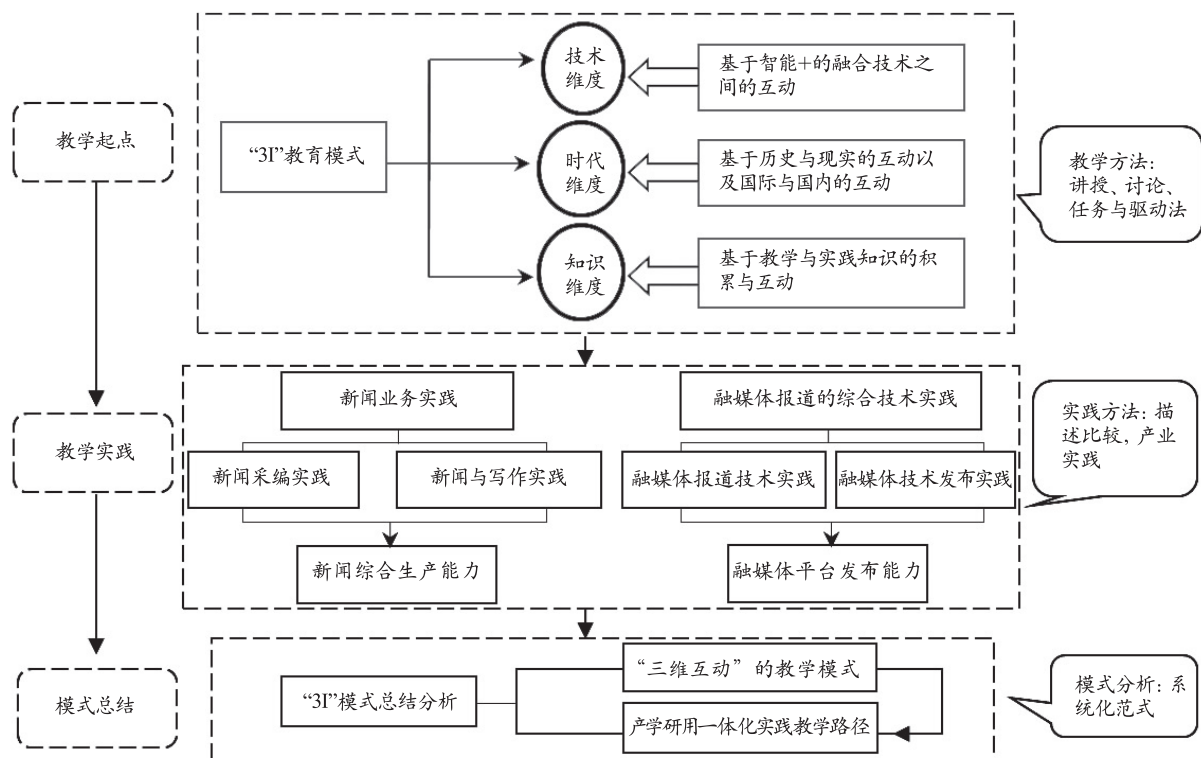 技术
维度
基于智能+的融合技术之
间的互动
教学起点
“3I”教育模式
时代
维度
基于历史与现实的互动以
及国际与国内的互动
教学方法：
讲授、讨论、
任务与驱动法
知识
维度
基于教学与实践知识的积
累与互动
教学实践
新闻业务实践
融媒体报道的综合技术实践
新闻采编实践
新闻与写作实践
融媒体报道技术实践
融媒体技术发布实践
新闻综合生产能力
融媒体平台发布能力
实践方法：描
述比较，产业
实践
模式总结
“3I”模式总结分析
“三维互动”的教学模式
产学研用一体化实践教学路径
模式分析：系
统化范式